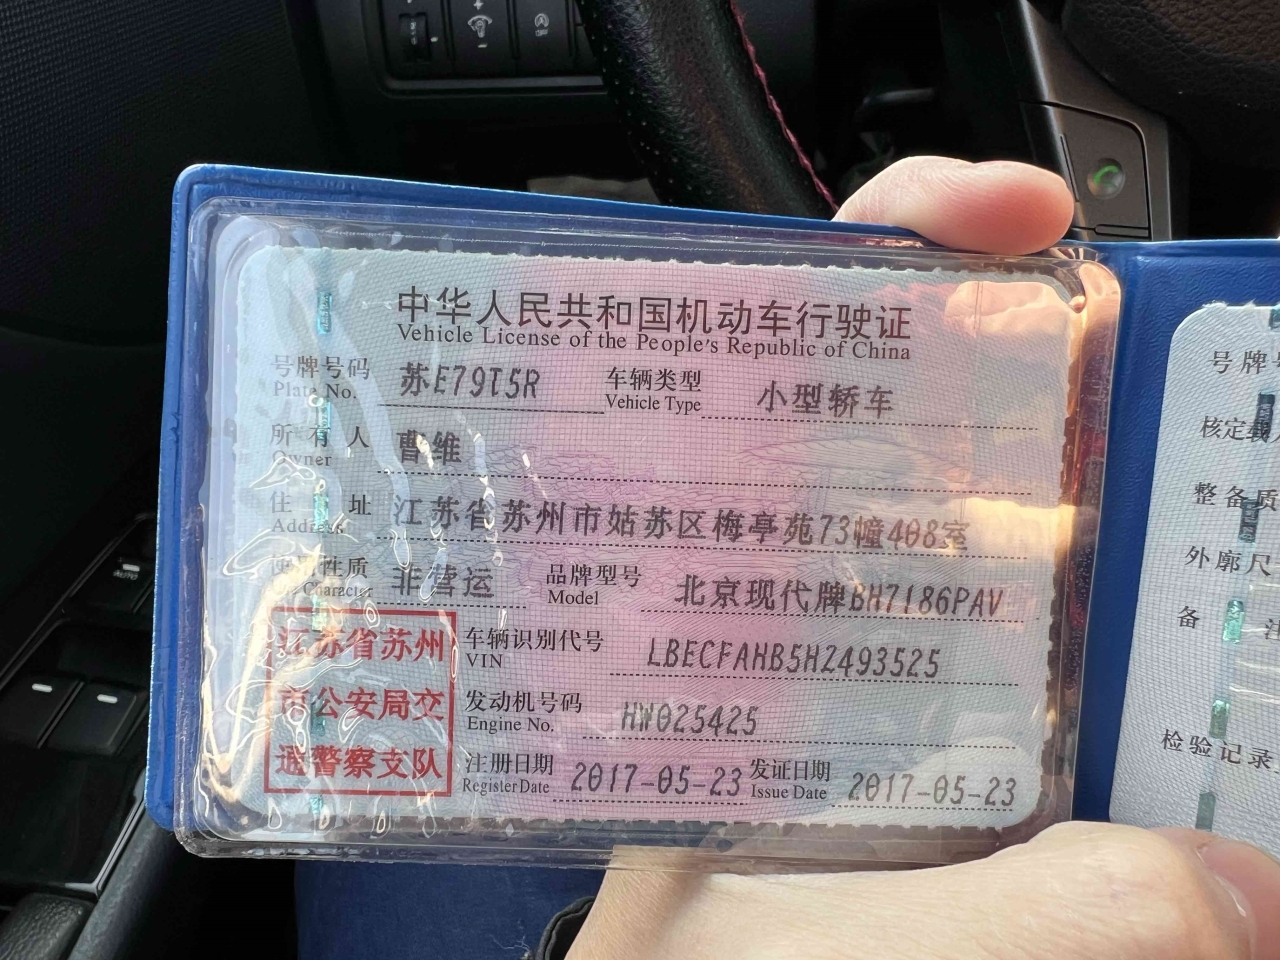 中华人民共和国机动车行驶证
Vehicle License of the People's Republic of China
号牌号码 苏E79T5R 车辆类型 小型轿车
Plate No. Vehicle Type
所有人 曹维
Owner
住址 江苏省苏州市姑苏区梅亭苑73幢408室
Address
使用性质 非营运 品牌型号 北京现代牌BH7186PAV
Character Model
江苏省苏州
市公安局交
通警察支队
车辆识别代号 LBECFAHB5HZ493525
VIN
发动机号码 HW025425
Engine No.
注册日期 2017-05-23 发证日期 2017-05-23
Register Date Issue Date
号牌
核定载
整备质
外廓尺
备注
检验记录
AUTO